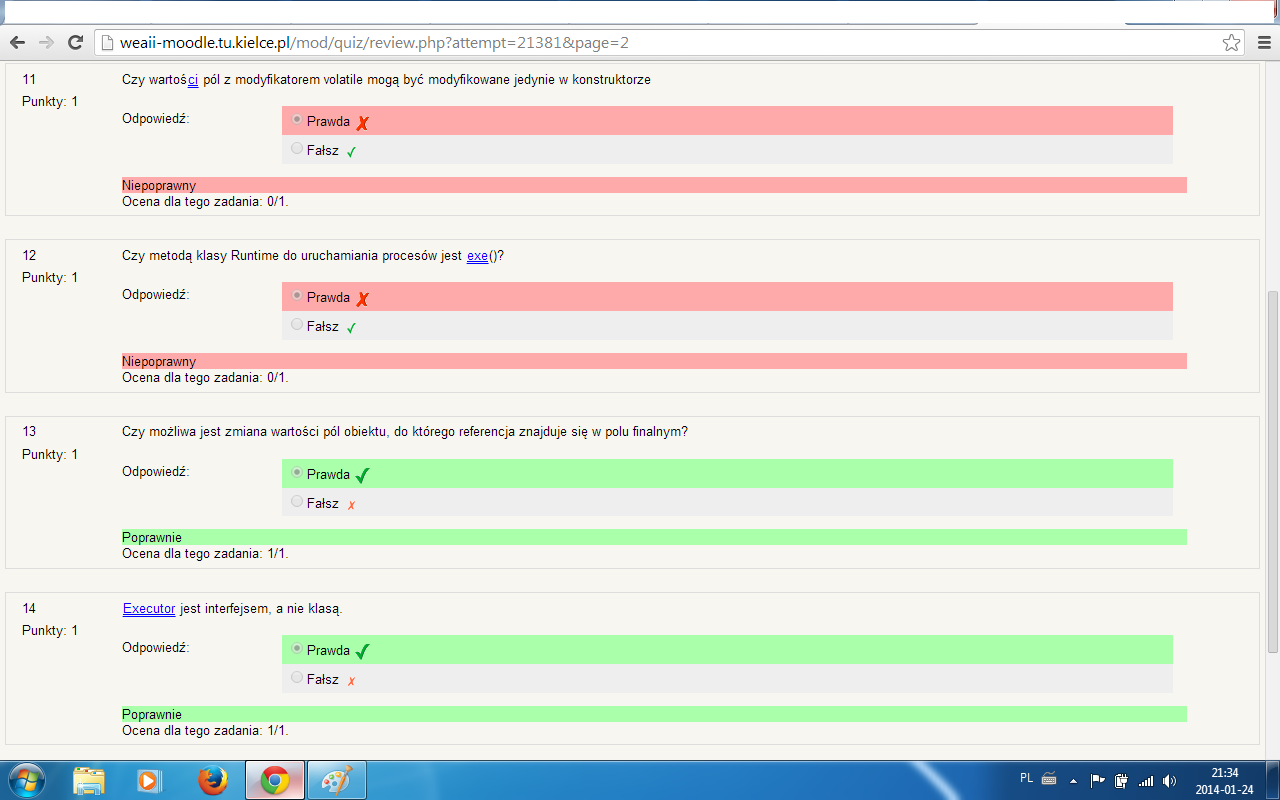 weaii-moodle.tu.kielce.pl/mod/quiz/review.php?attempt=21381&page=2
11
Czy wartości pól z modyfikatorem volatile mogą być modyfikowane jedynie w konstruktorze
Punkty: 1
Odpowiedź:
Prawda
Fałsz
Niepoprawny
Ocena dla tego zadania: 0/1.
12
Czy metodą klasy Runtime do uruchamiania procesów jest exe()?
Punkty: 1
Odpowiedź:
Prawda
Fałsz
Niepoprawny
Ocena dla tego zadania: 0/1.
13
Czy możliwa jest zmiana wartości pól obiektu, do którego referencja znajduje się w polu finalnym?
Punkty: 1
Odpowiedź:
Prawda
Fałsz
Poprawnie
Ocena dla tego zadania: 1/1.
14
Executor jest interfejsem, a nie klasą.
Punkty: 1
Odpowiedź:
Prawda
Fałsz
Poprawnie
Ocena dla tego zadania: 1/1.
PL
21:34
2014-01-24